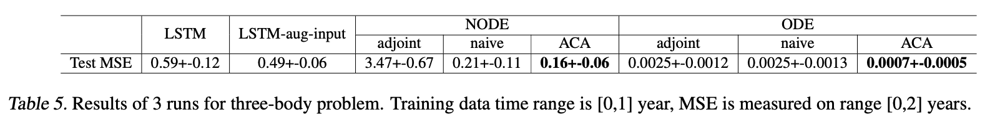 LSTM LSTM-aug-input NODE ODE
adjoint naive ACA adjoint naive ACA
Test MSE 0.59+-0.12 0.49+-0.06 3.47+-0.67 0.21+-0.11 0.16+-0.06 0.0025+-0.0012 0.0025+-0.0013 0.0007+-0.0005
Table 5. Results of 3 runs for three-body problem. Training data time range is [0,1] year, MSE is measured on range [0,2] years.